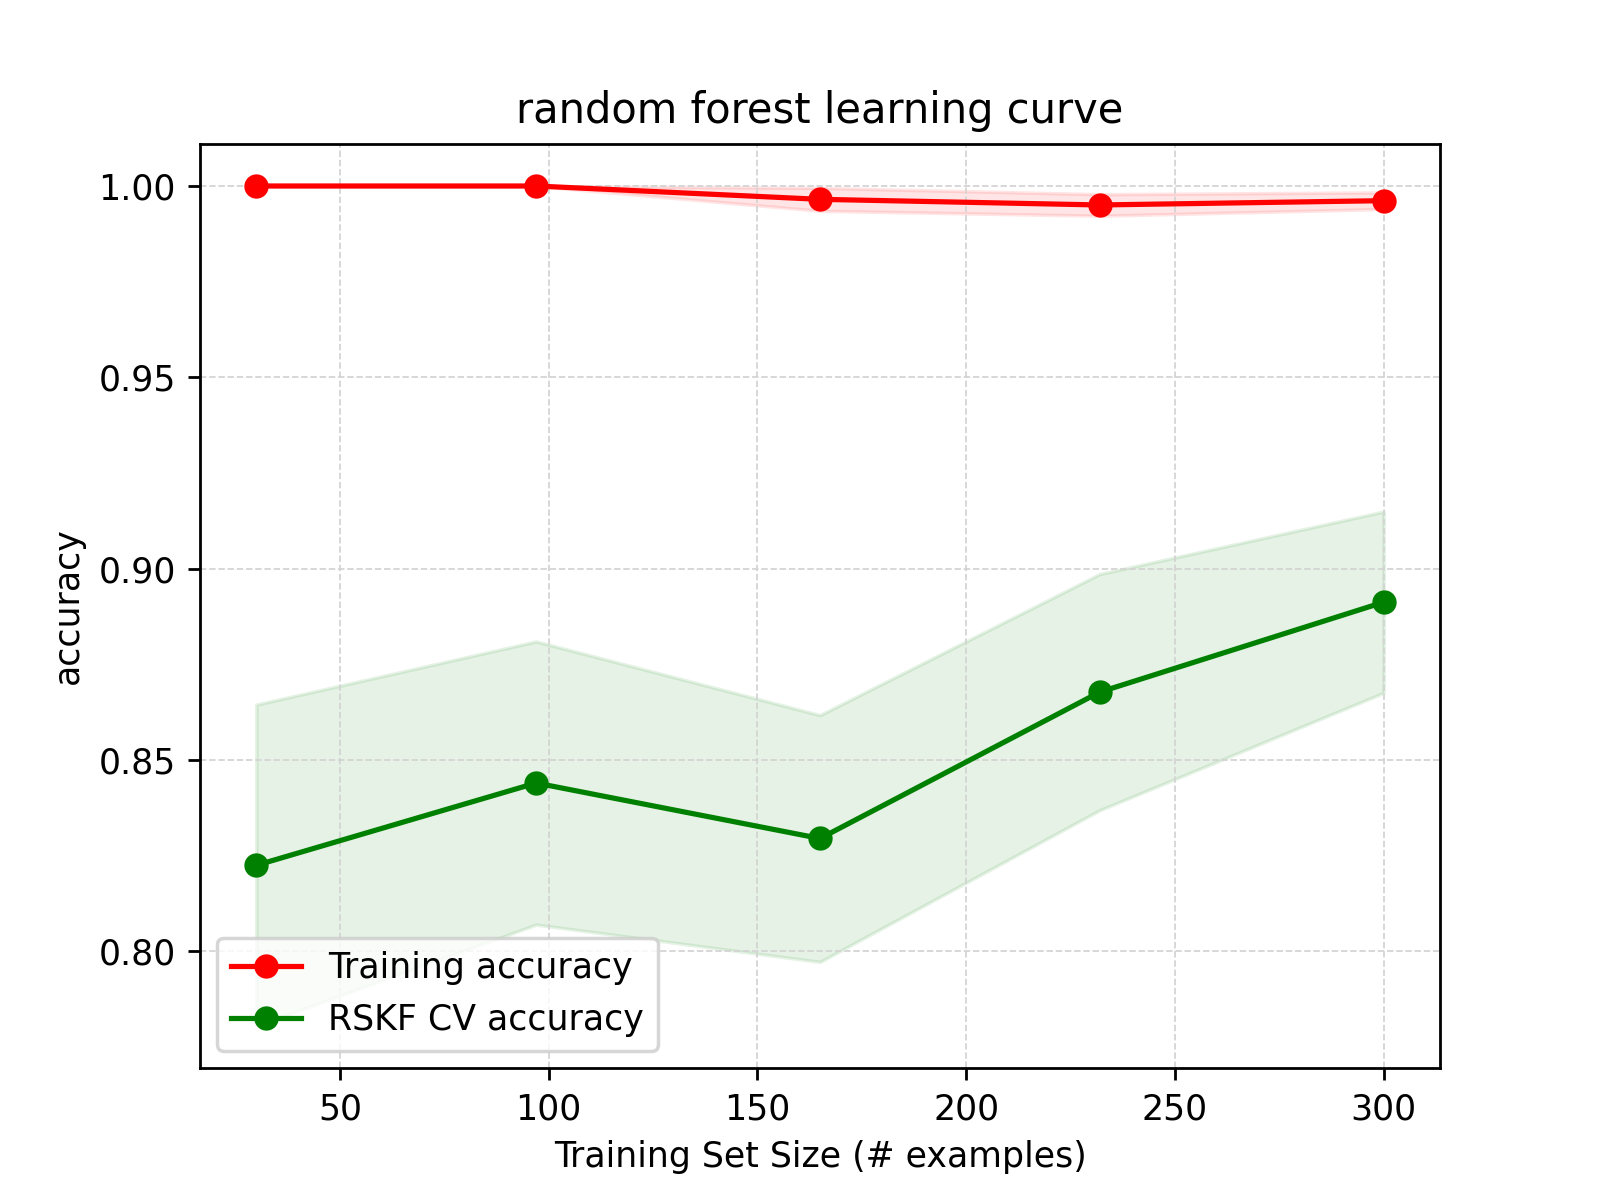 random forest learning curve
1.00
0.95
0.90
0.85
0.80
accuracy
Training accuracy
RSKF CV accuracy
50 100 150 200 250 300
Training Set Size (# examples)